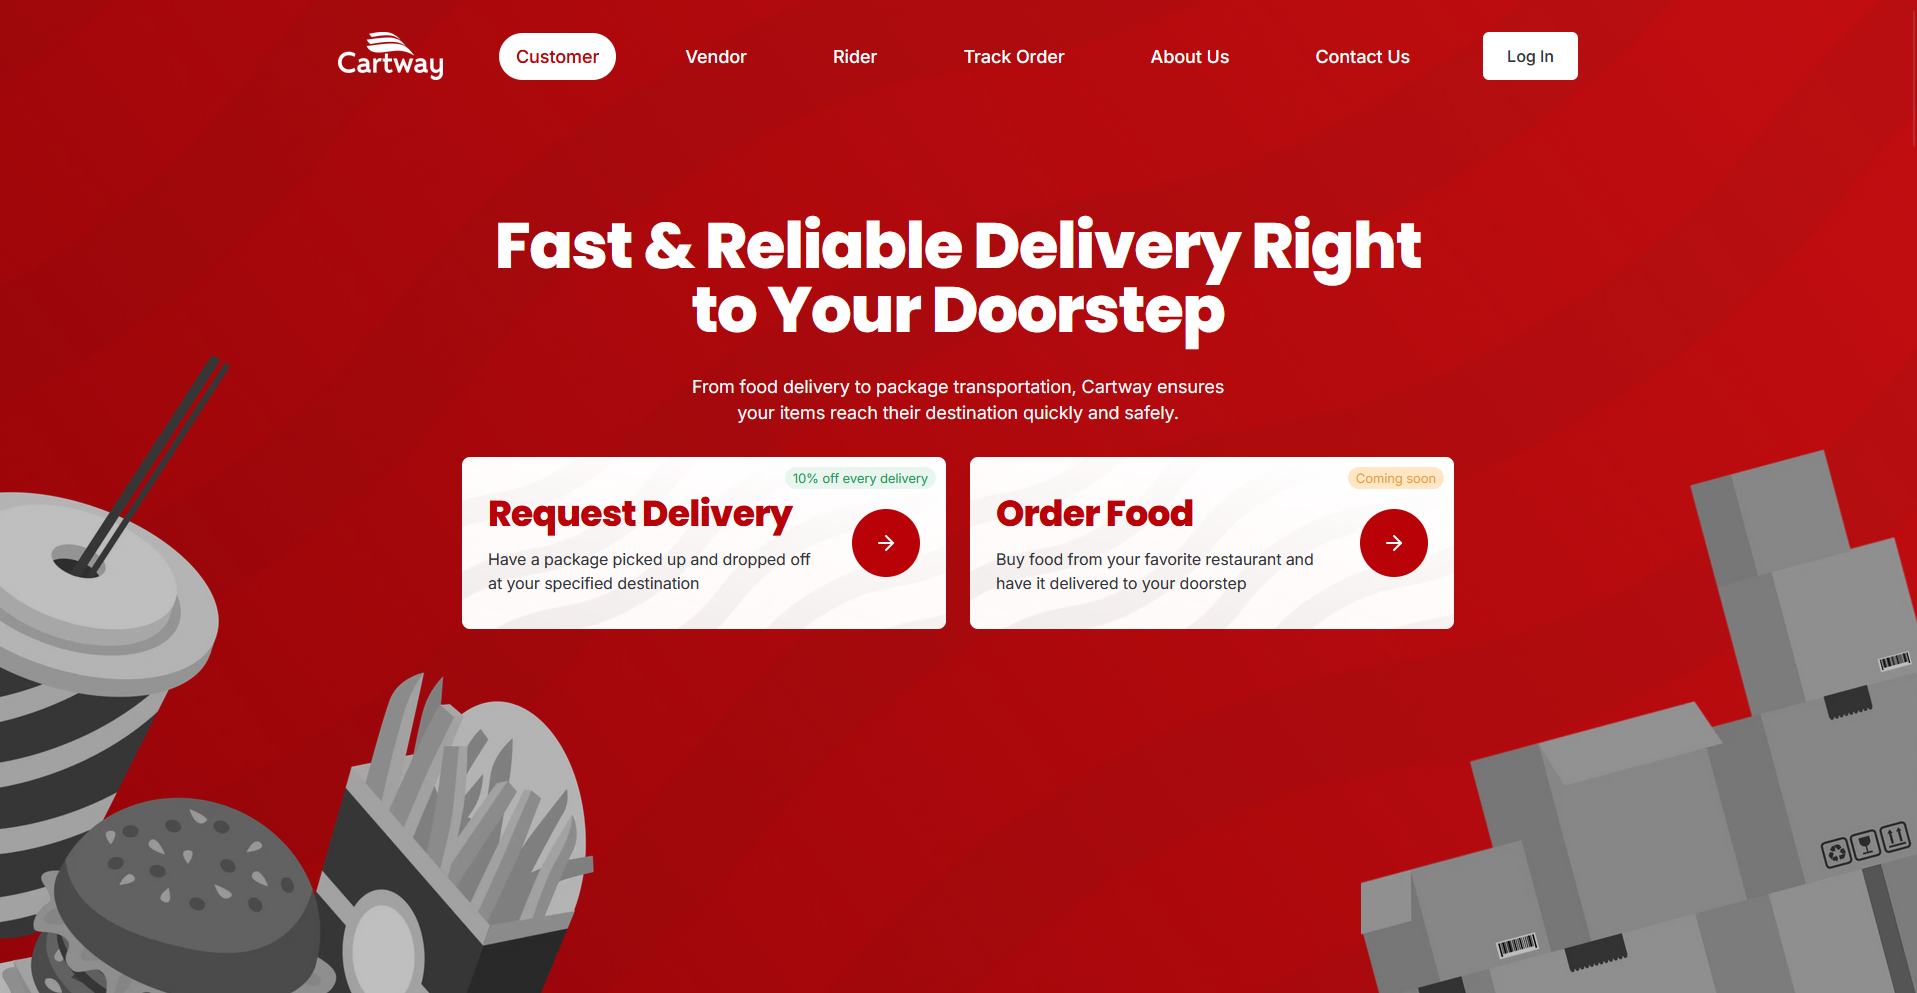 Cartway
Customer
Vendor
Rider
Track Order
About Us
Contact Us
Log In
Fast & Reliable Delivery Right
to Your Doorstep
From food delivery to package transportation, Cartway ensures
your items reach their destination quickly and safely.
10% off every delivery
Request Delivery
Have a package picked up and dropped off
at your specified destination
Coming soon
Order Food
Buy food from your favorite restaurant and
have it delivered to your doorstep